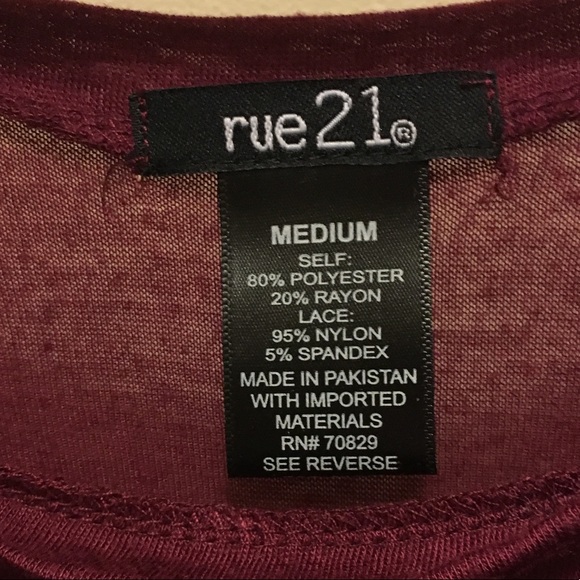 rue21®
MEDIUM
SELF:
80% POLYESTER
20% RAYON
LACE:
95% NYLON
5% SPANDEX
MADE IN PAKISTAN
WITH IMPORTED
MATERIALS
RN# 70829
SEE REVERSE